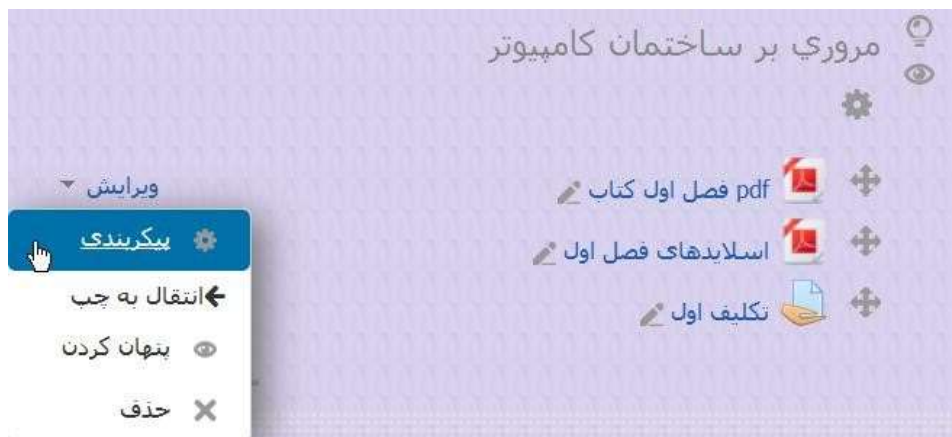 مروري بر ساختمان کامپيوتر
pdf فصل اول کتاب
ویرایش
اسلایدهای فصل اول
تکلیف اول
پیکربندی
انتقال به چپ
پنهان کردن
حذف